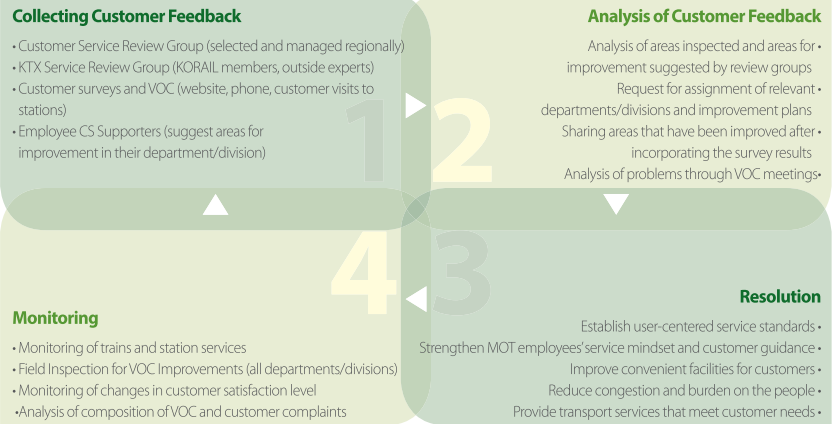 Collecting Customer Feedback
• Customer Service Review Group (selected and managed regionally)
• KTX Service Review Group (KORAIL members, outside experts)
• Customer surveys and VOC (website, phone, customer visits to
stations)
• Employee CS Supporters (suggest areas for
improvement in their department/division)
1
Analysis of Customer Feedback
Analysis of areas inspected and areas for •
improvement suggested by review groups
Request for assignment of relevant •
departments/divisions and improvement plans
Sharing areas that have been improved after •
incorporating the survey results
Analysis of problems through VOC meetings•
2
3
Resolution
Establish user-centered service standards •
Strengthen MOT employees' service mindset and customer guidance •
Improve convenient facilities for customers •
Reduce congestion and burden on the people •
Provide transport services that meet customer needs •
4
Monitoring
• Monitoring of trains and station services
• Field Inspection for VOC Improvements (all departments/divisions)
• Monitoring of changes in customer satisfaction level
•Analysis of composition of VOC and customer complaints